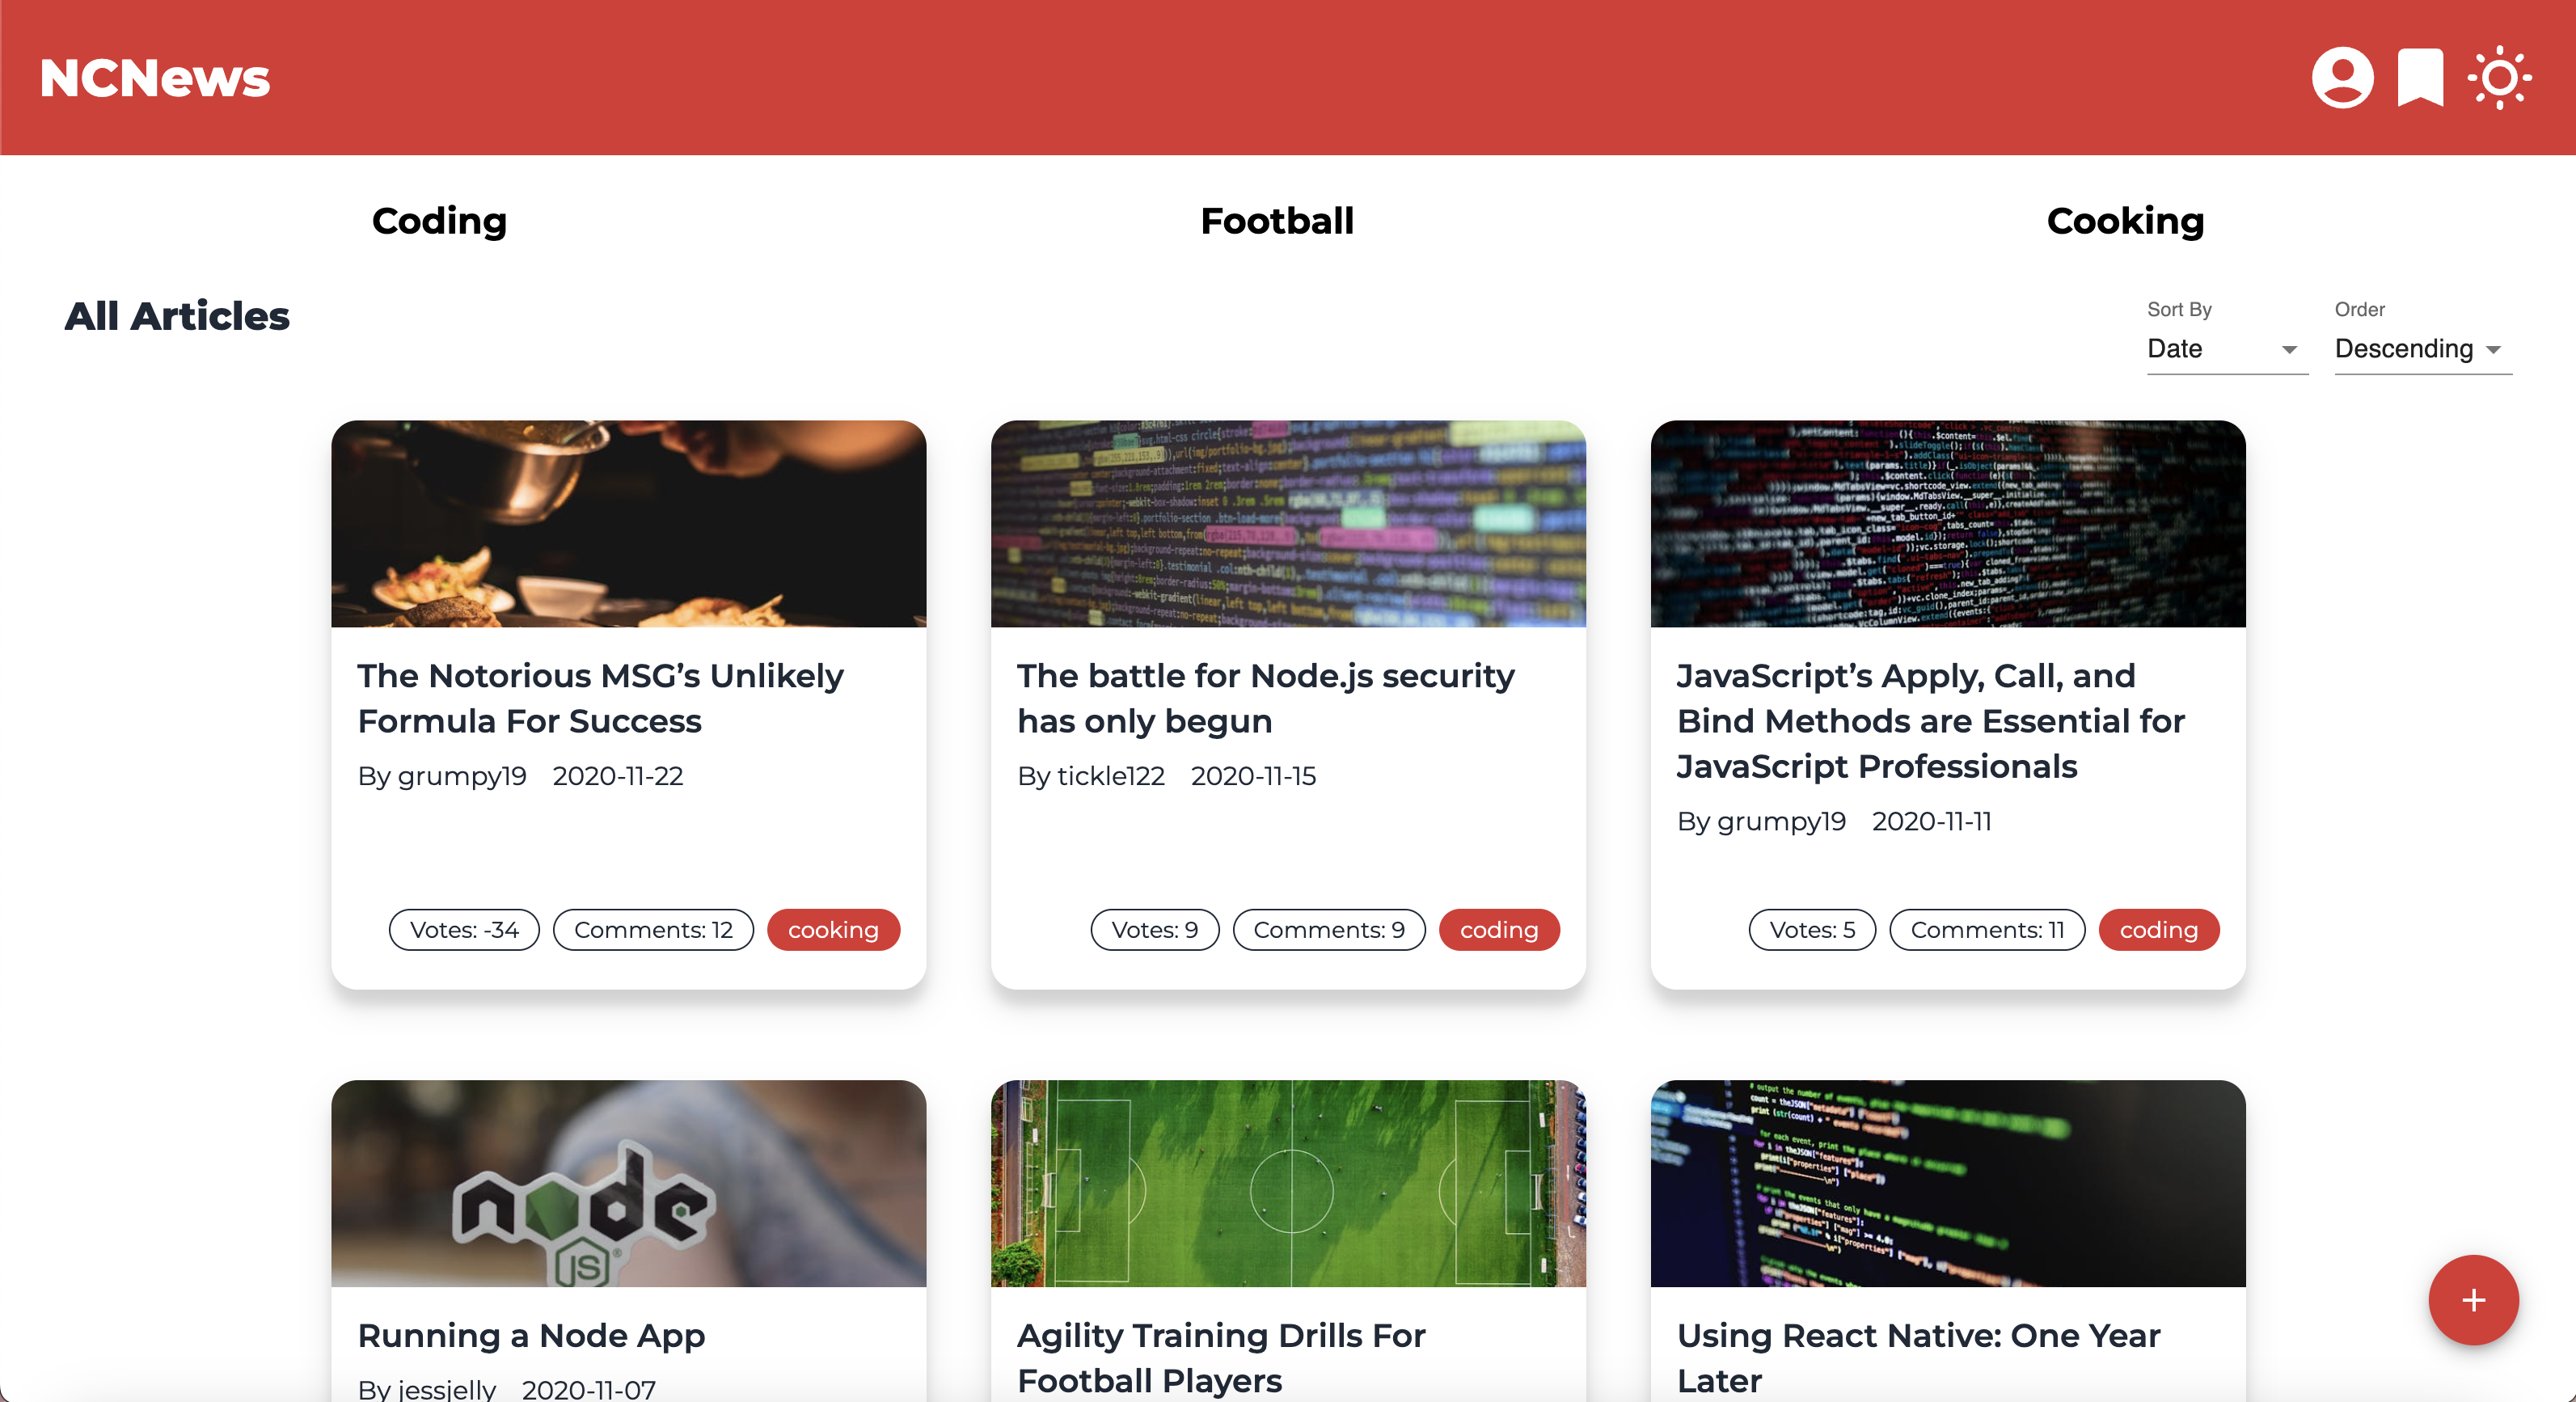 NCNews
Coding
Football
Cooking
All Articles
Sort By
Order
Date
Descending
The Notorious MSG’s Unlikely
Formula For Success
By grumpy19 2020-11-22
Votes: -34
Comments: 12
cooking
The battle for Node.js security
has only begun
By tickle122 2020-11-15
Votes: 9
Comments: 9
coding
JavaScript’s Apply, Call, and
Bind Methods are Essential for
JavaScript Professionals
By grumpy19 2020-11-11
Votes: 5
Comments: 11
coding
node
JS
Running a Node App
By jessjelly 2020-11-07
Agility Training Drills For
Football Players
Using React Native: One Year
Later
+